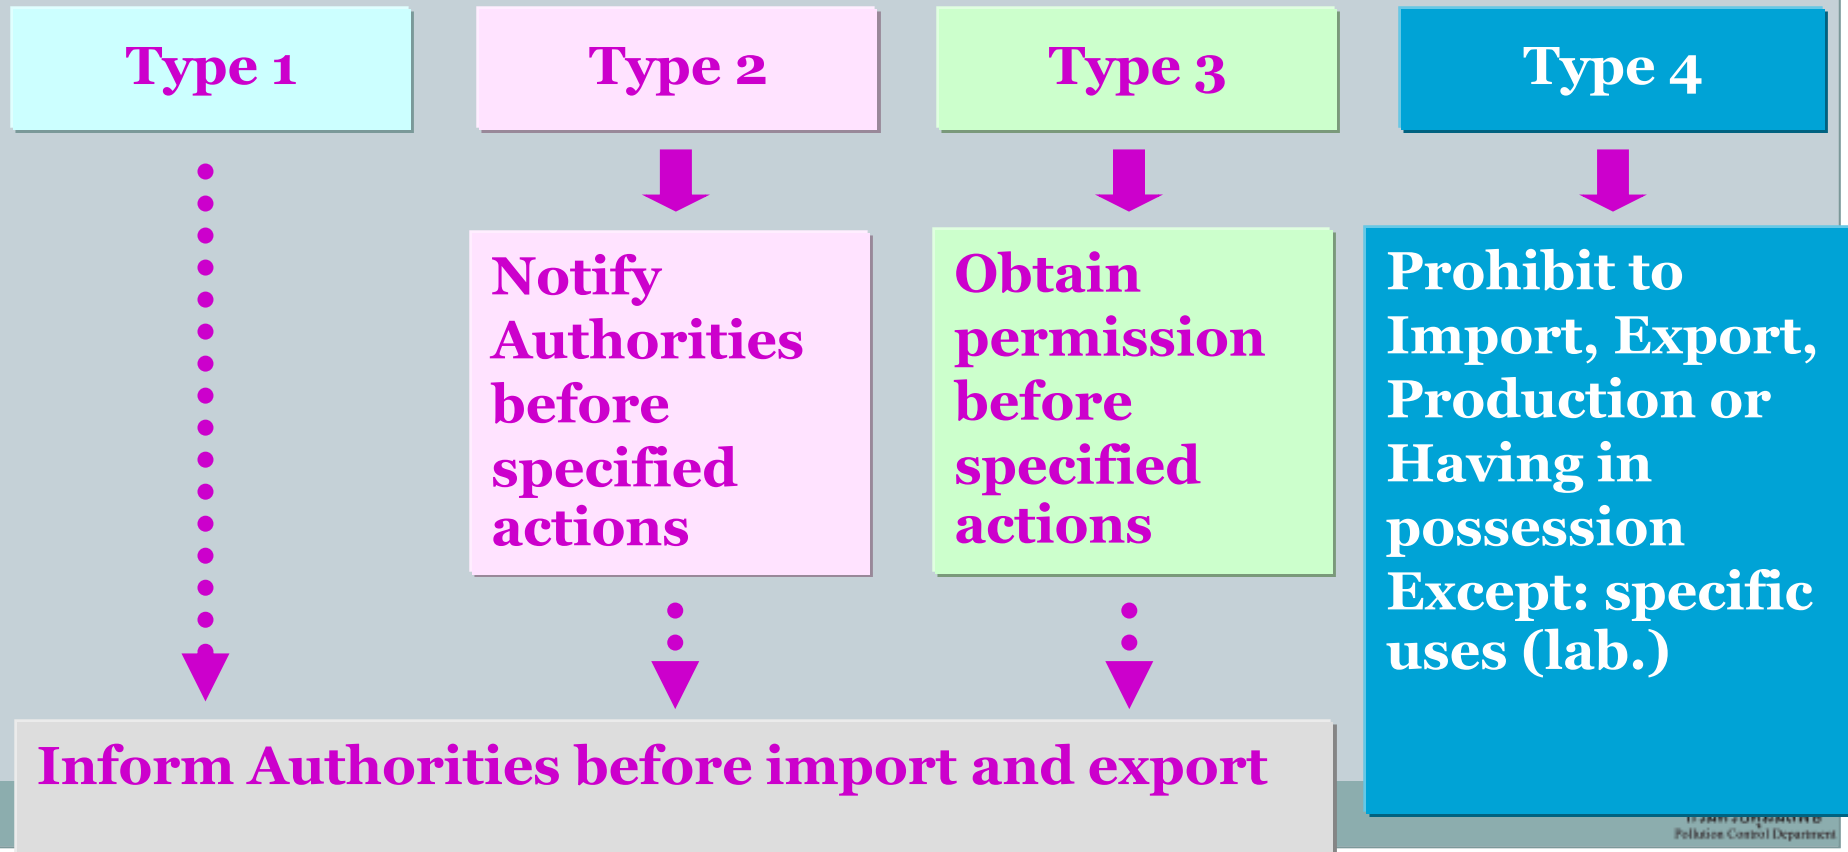 Type 1
Type 2
Type 3
Type 4
Notify
Authorities
before
specified
actions
Obtain
permission
before
specified
actions
Prohibit to
Import, Export,
Production or
Having in
possession
Except: specific
uses (lab.)
Inform Authorities before import and export
Pollution Control Department